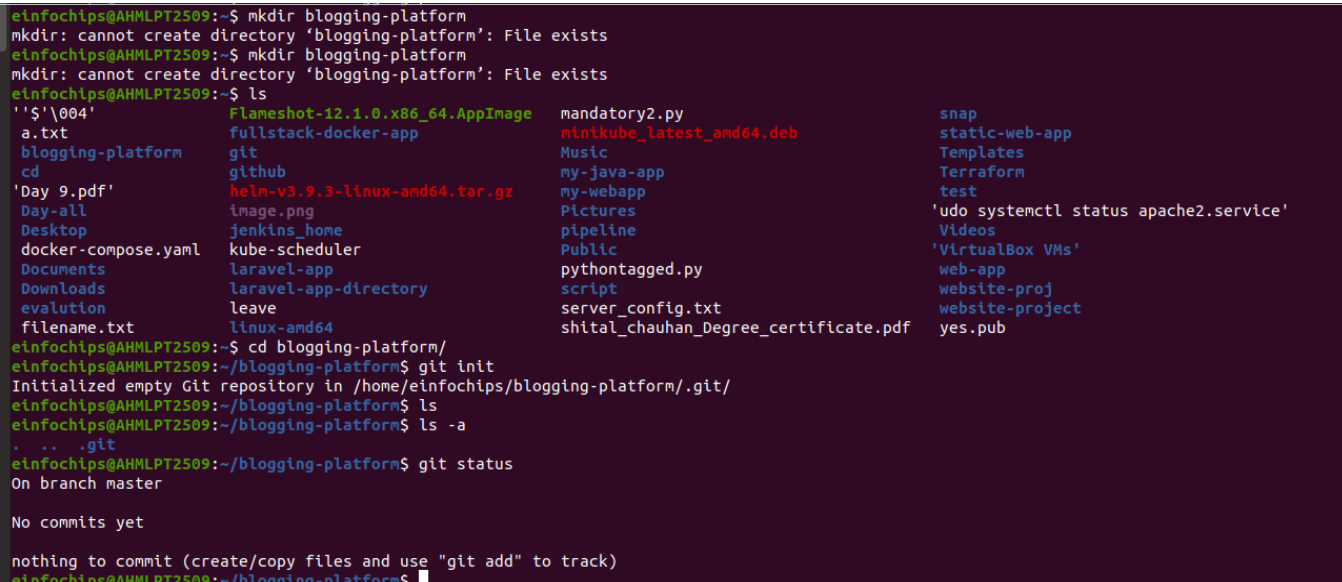 einfochips@AHMLPT2509:~$ mkdir blogging-platform
mkdir: cannot create directory ‘blogging-platform’: File exists
einfochips@AHMLPT2509:~$ mkdir blogging-platform
mkdir: cannot create directory ‘blogging-platform’: File exists
einfochips@AHMLPT2509:~$ ls
''$'\004' Flameshot-12.1.0.x86_64.AppImage mandatory2.py snap
a.txt fullstack-docker-app minikube_latest_amd64.deb static-web-app
blogging-platform git Music Templates
cd github my-java-app Terraform
'Day 9.pdf' helm-v3.9.3-linux-amd64.tar.gz my-webapp test
Day-all image.png Pictures 'udo systemctl status apache2.service'
Desktop jenkins_home pipeline Videos
docker-compose.yaml kube-scheduler Public 'VirtualBox VMs'
Documents laravel-app pythontagged.py web-app
Downloads laravel-app-directory script website-proj
evalution leave server_config.txt website-project
filename.txt linux-amd64 shital_chauhan_Degree_certificate.pdf yes.pub
einfochips@AHMLPT2509:~$ cd blogging-platform/
einfochips@AHMLPT2509:~/blogging-platform$ git init
Initialized empty Git repository in /home/einfochips/blogging-platform/.git/
einfochips@AHMLPT2509:~/blogging-platform$ ls
einfochips@AHMLPT2509:~/blogging-platform$ ls -a
. .. .git
einfochips@AHMLPT2509:~/blogging-platform$ git status
On branch master
No commits yet
nothing to commit (create/copy files and use "git add" to track)
einfochips@AHMLPT2509:~/blogging-platform$